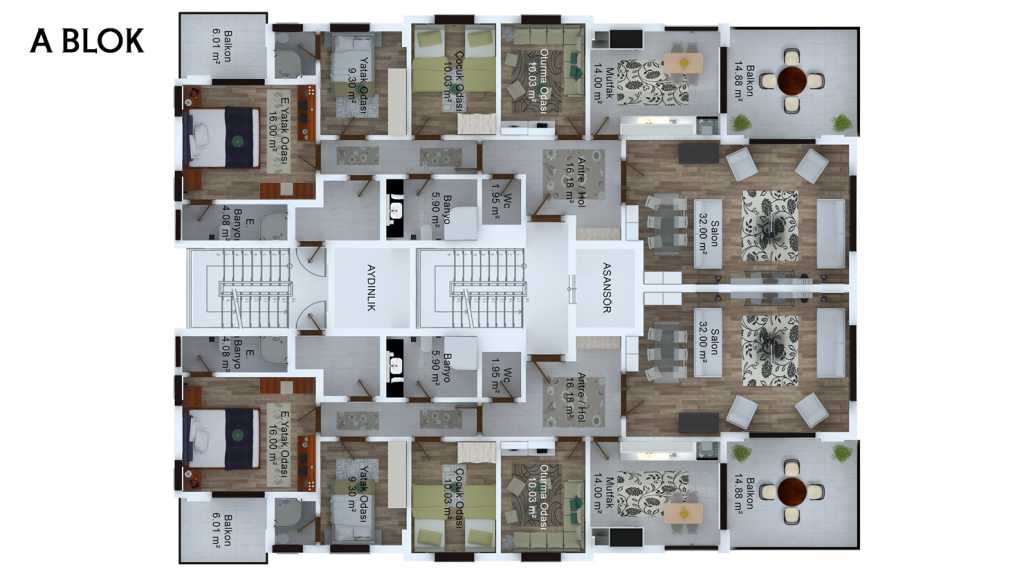 A BLOK
Balkon
6.01 m²
Yatak Odası
9.30 m²
Çocuk Odası
10.03 m²
Oturma Odası
10.03 m²
Mutfak
14.00 m²
Balkon
14.88 m²
E.Yatak Odası
16.00 m²
Antre / Hol
16.18 m²
E.
Banyo
4.08 m²
Banyo
5.90 m²
Wc
1.95 m²
Salon
32.00 m²
AYDINLIK
ASANSÖR
E.
Banyo
4.08 m²
Banyo
5.90 m²
Wc
1.95 m²
Salon
32.00 m²
Antre / Hol
16.18 m²
E.Yatak Odası
16.00 m²
Balkon
6.01 m²
Yatak Odası
9.30 m²
Çocuk Odası
10.03 m²
Oturma Odası
10.03 m²
Mutfak
14.00 m²
Balkon
14.88 m²